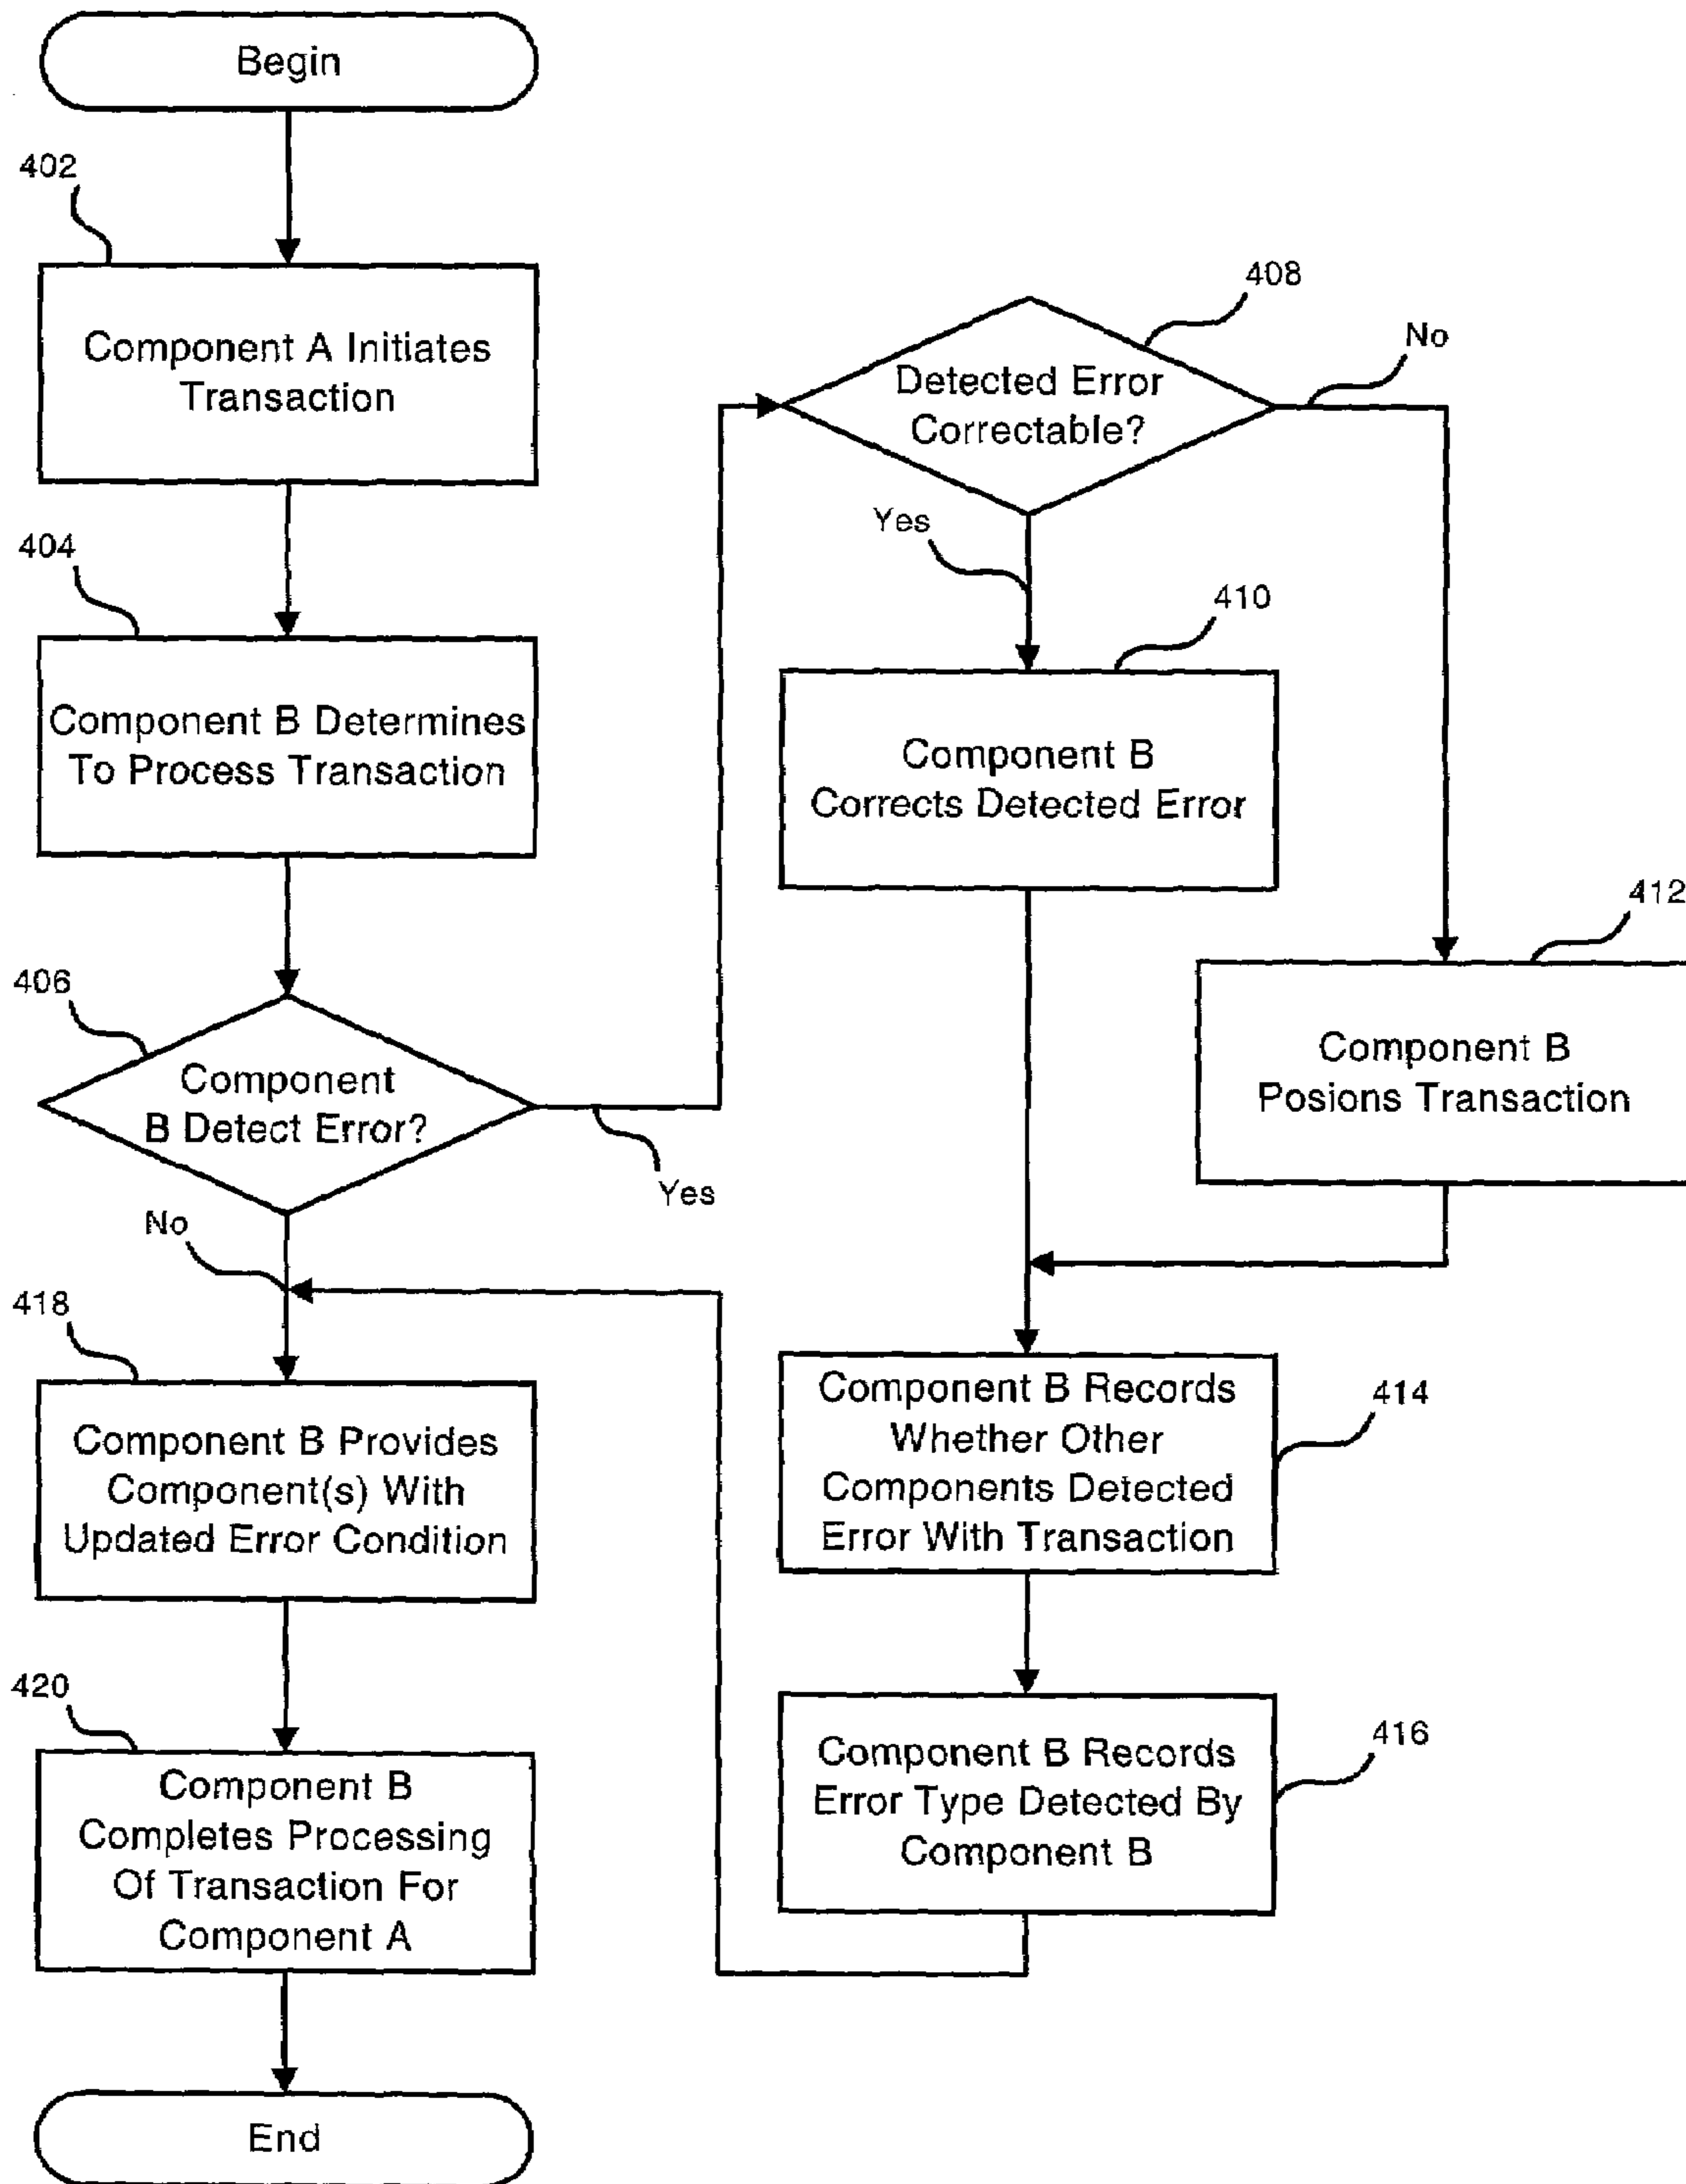 Begin
402
Component A Initiates
Transaction
404
Component B Determines
To Process Transaction
406
Component
B Detect Error?
Yes
No
408
Detected Error
Correctable?
No
Yes
410
Component B
Corrects Detected Error
412
Component B
Posions Transaction
414
Component B Records
Whether Other
Components Detected
Error With Transaction
416
Component B Records
Error Type Detected By
Component B
418
Component B Provides
Component(s) With
Updated Error Condition
420
Component B
Completes Processing
Of Transaction For
Component A
End